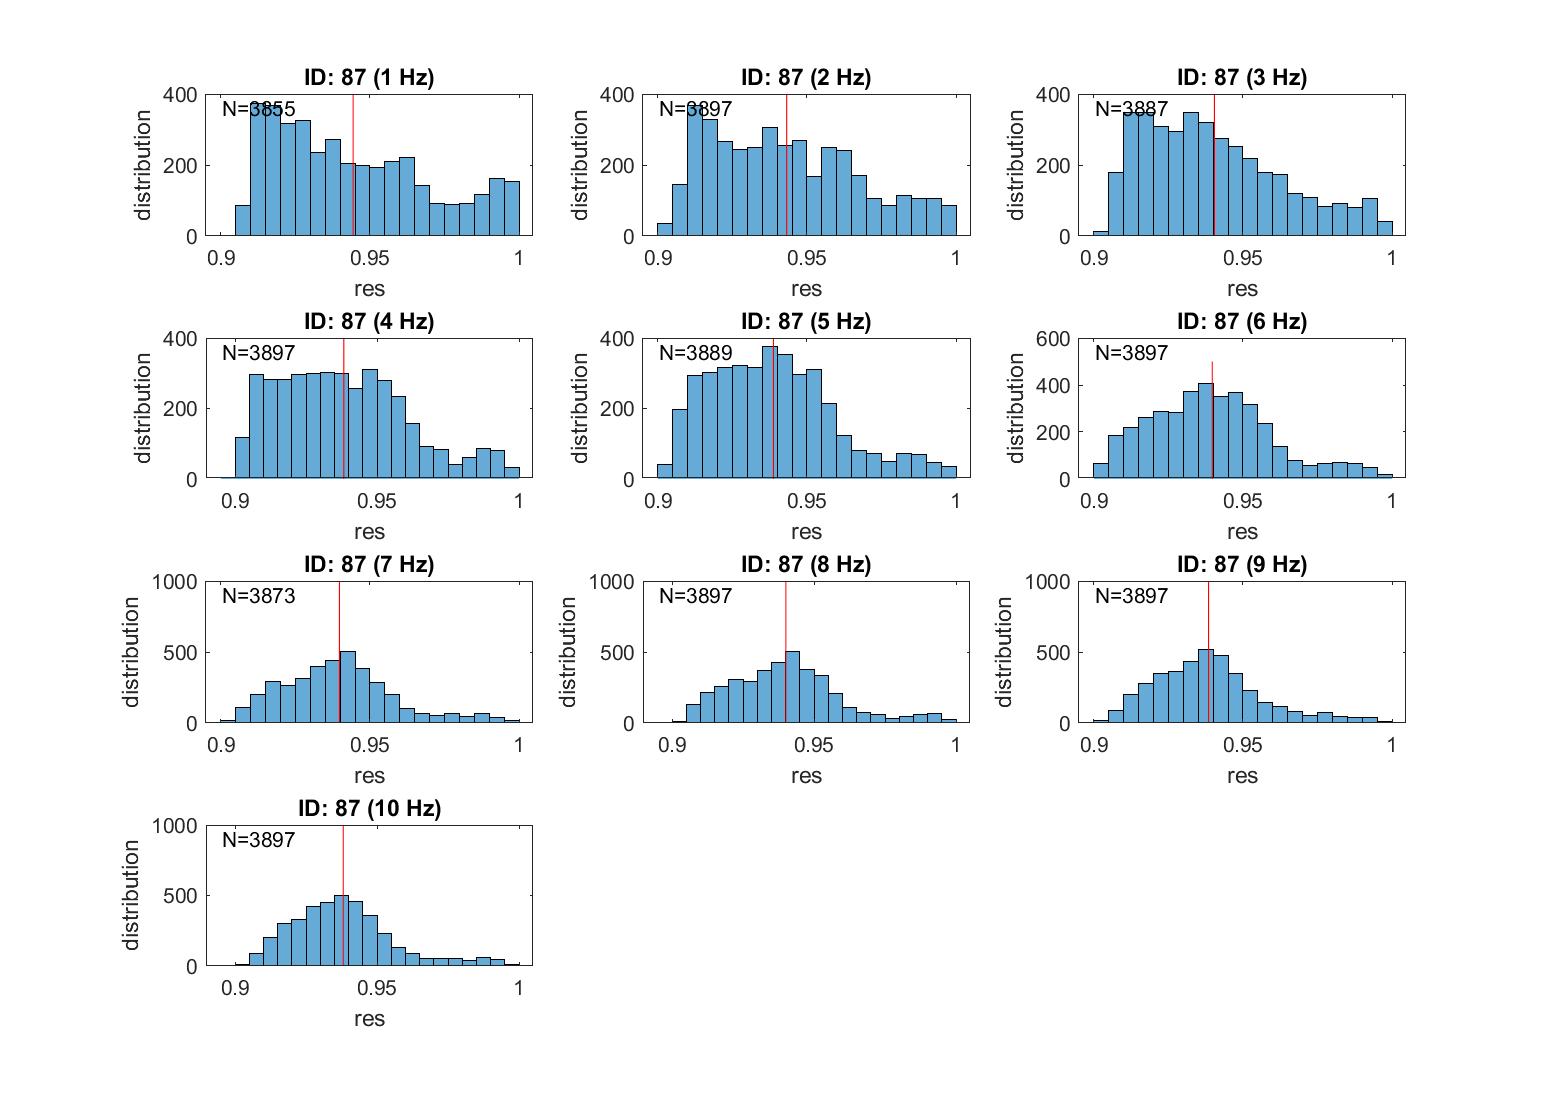 ID: 87 (1 Hz)
N=3855
distribution
400
200
0
0.9 0.95 1
res
ID: 87 (2 Hz)
N=3897
distribution
400
200
0
0.9 0.95 1
res
ID: 87 (3 Hz)
N=3887
distribution
400
200
0
0.9 0.95 1
res
ID: 87 (4 Hz)
N=3897
distribution
400
200
0
0.9 0.95 1
res
ID: 87 (5 Hz)
N=3889
distribution
400
200
0
0.9 0.95 1
res
ID: 87 (6 Hz)
N=3897
distribution
600
400
200
0
0.9 0.95 1
res
ID: 87 (7 Hz)
N=3873
distribution
1000
500
0
0.9 0.95 1
res
ID: 87 (8 Hz)
N=3897
distribution
1000
500
0
0.9 0.95 1
res
ID: 87 (9 Hz)
N=3897
distribution
1000
500
0
0.9 0.95 1
res
ID: 87 (10 Hz)
N=3897
distribution
1000
500
0
0.9 0.95 1
res